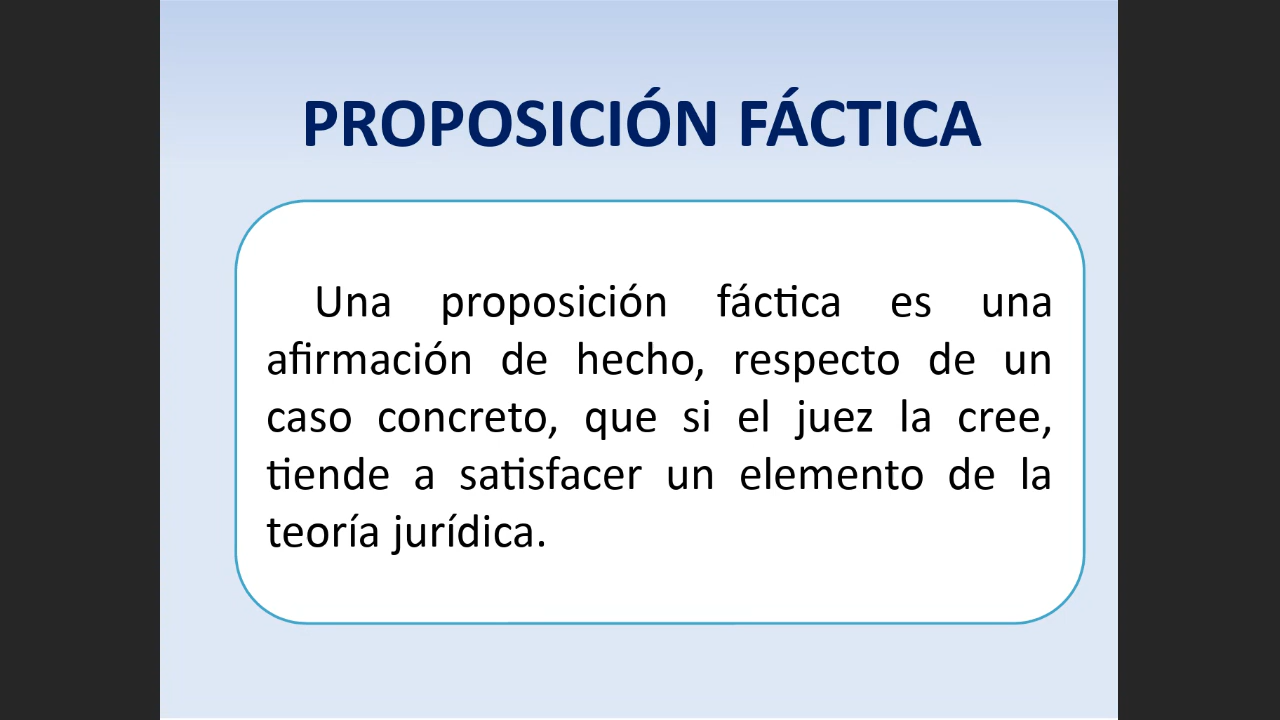 PROPOSICIÓN FÁCTICA
Una proposición fáctica es una
afirmación de hecho, respecto de un
caso concreto, que si el juez la cree,
tiende a satisfacer un elemento de la
teoría jurídica.